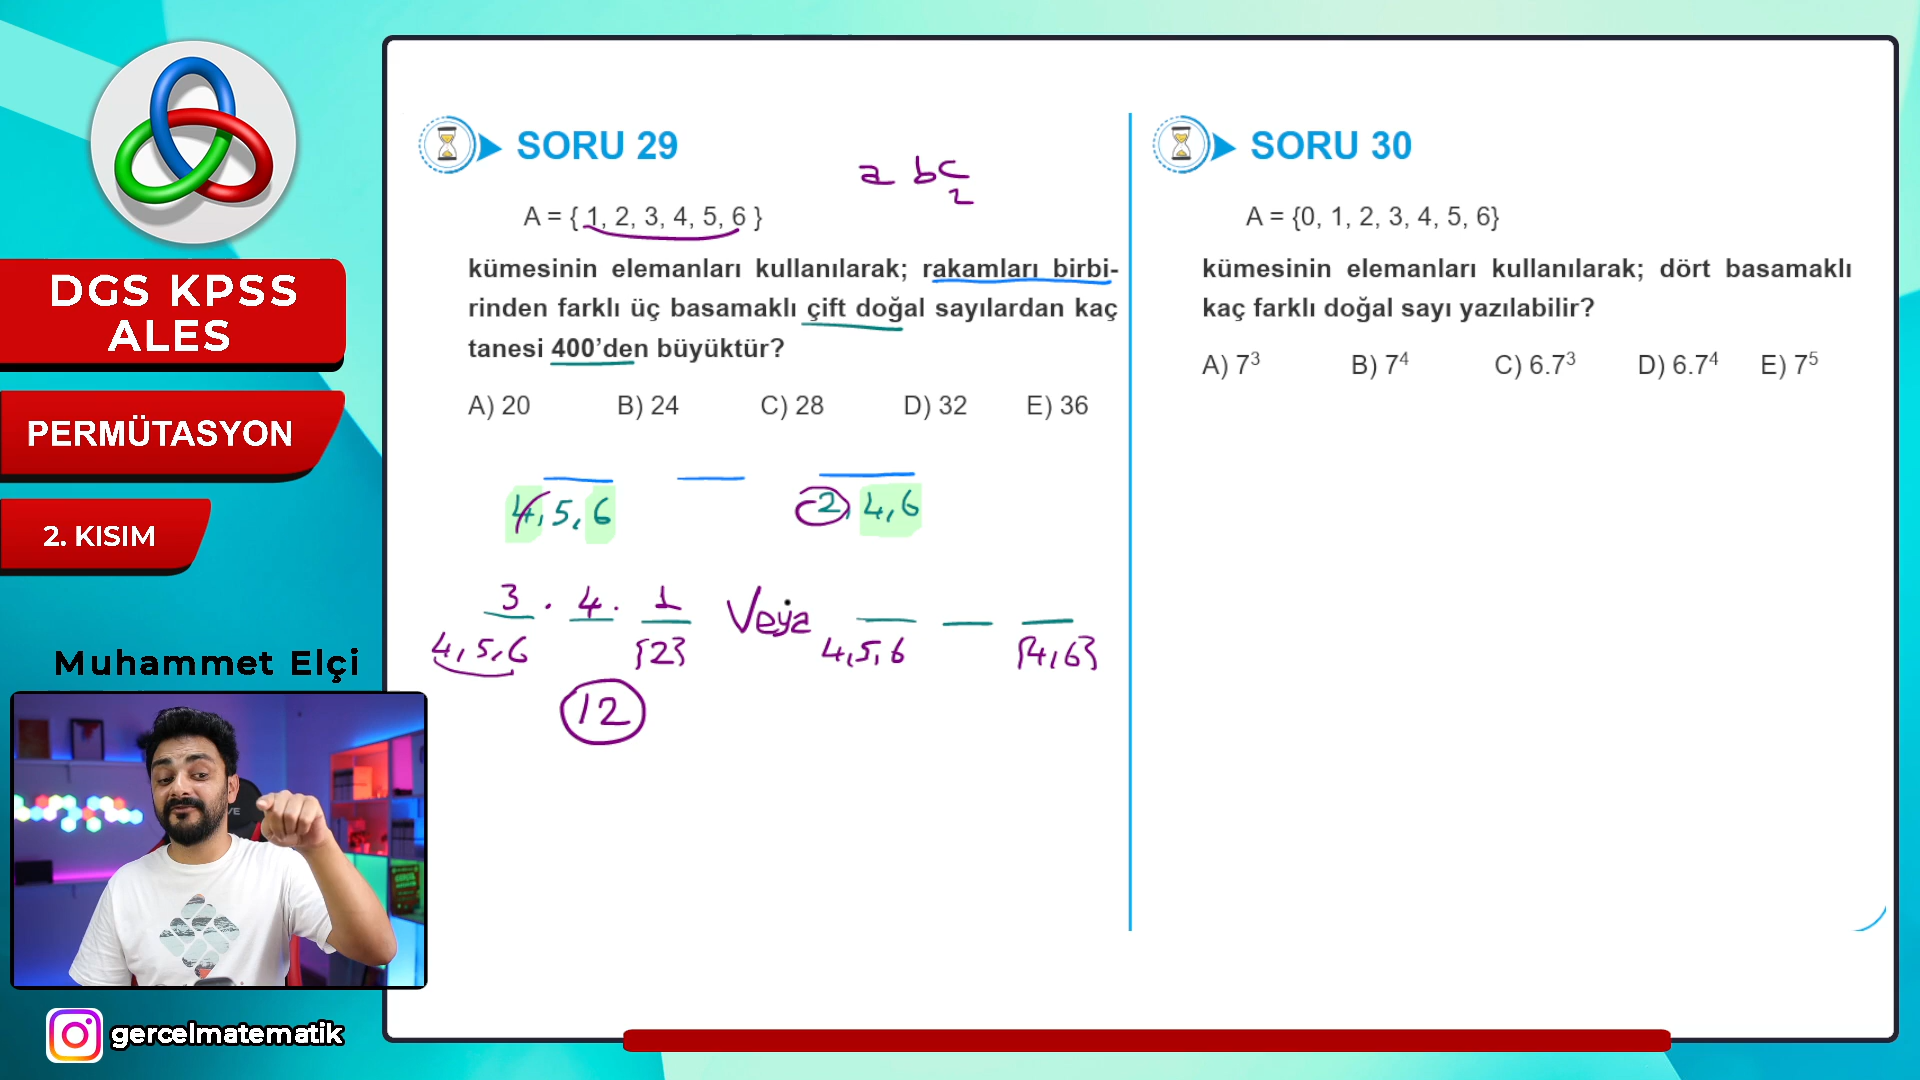 DGS KPSS
ALES
PERMÜTASYON
2. KISIM
Muhammet Elçi
gercelmatematik
SORU 29
a b c
2
A = { 1, 2, 3, 4, 5, 6 }
kümesinin elemanları kullanılarak; rakamları birbi-
rinden farklı üç basamaklı çift doğal sayılardan kaç
tanesi 400’den büyüktür?
A) 20 B) 24 C) 28 D) 32 E) 36
4, 5, 6 2, 4, 6
3 . 4 . 1 Veya
4, 5, 6 {2} 4, 5, 6 {4, 6}
12
SORU 30
A = {0, 1, 2, 3, 4, 5, 6}
kümesinin elemanları kullanılarak; dört basamaklı
kaç farklı doğal sayı yazılabilir?
A) 7³ B) 7⁴ C) 6.7³ D) 6.7⁴ E) 7⁵